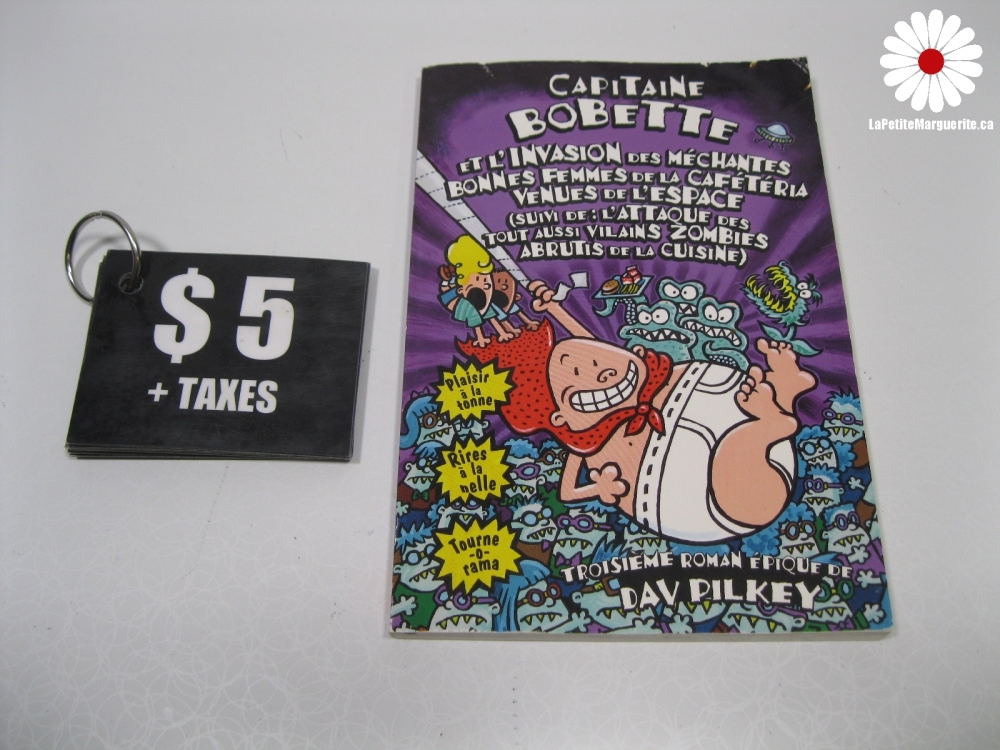 LaPetiteMarguerite.ca
$ 5
+ TAXES
CAPITAINE
BOBETTE
ET L'INVASION DES MÉCHANTES
BONNES FEMMES DE LA CAFÉTÉRIA
VENUES DE L'ESPACE
(SUIVI DE : L'ATTAQUE DES
TOUT AUSSI VILAINS ZOMBIES
ABRUTIS DE LA CUISINE)
Plaisir
à la
tonne
Rires
à la
pelle
Tourne
-o-
rama
TROISIÈME ROMAN ÉPIQUE DE
DAV PILKEY